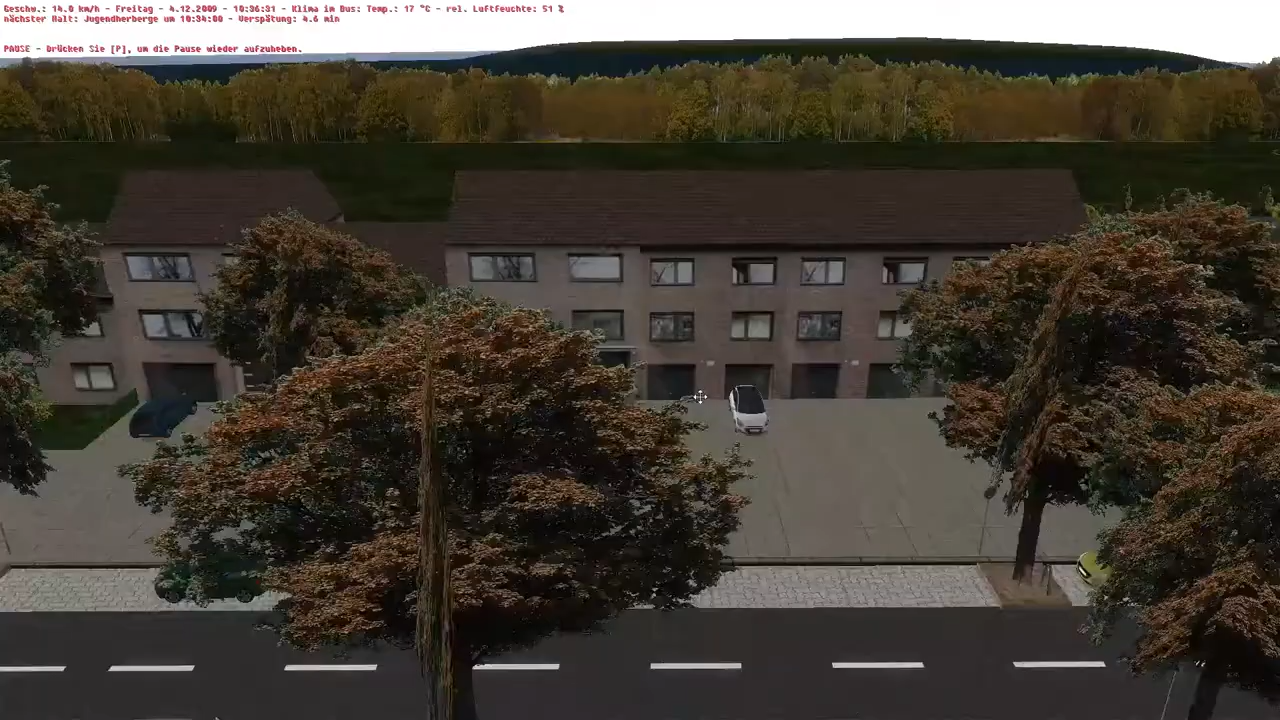 Geschw.: 14.0 km/h - Freitag - 4.12.2009 - 10:36:31 - Klima im Bus: Temp.: 17 °C - rel. Luftfeuchte: 51 %
nächster Halt: Jugendherberge um 10:34:00 - Verspätung: 4.6 min
PAUSE - Drücken Sie [P], um die Pause wieder aufzuheben.